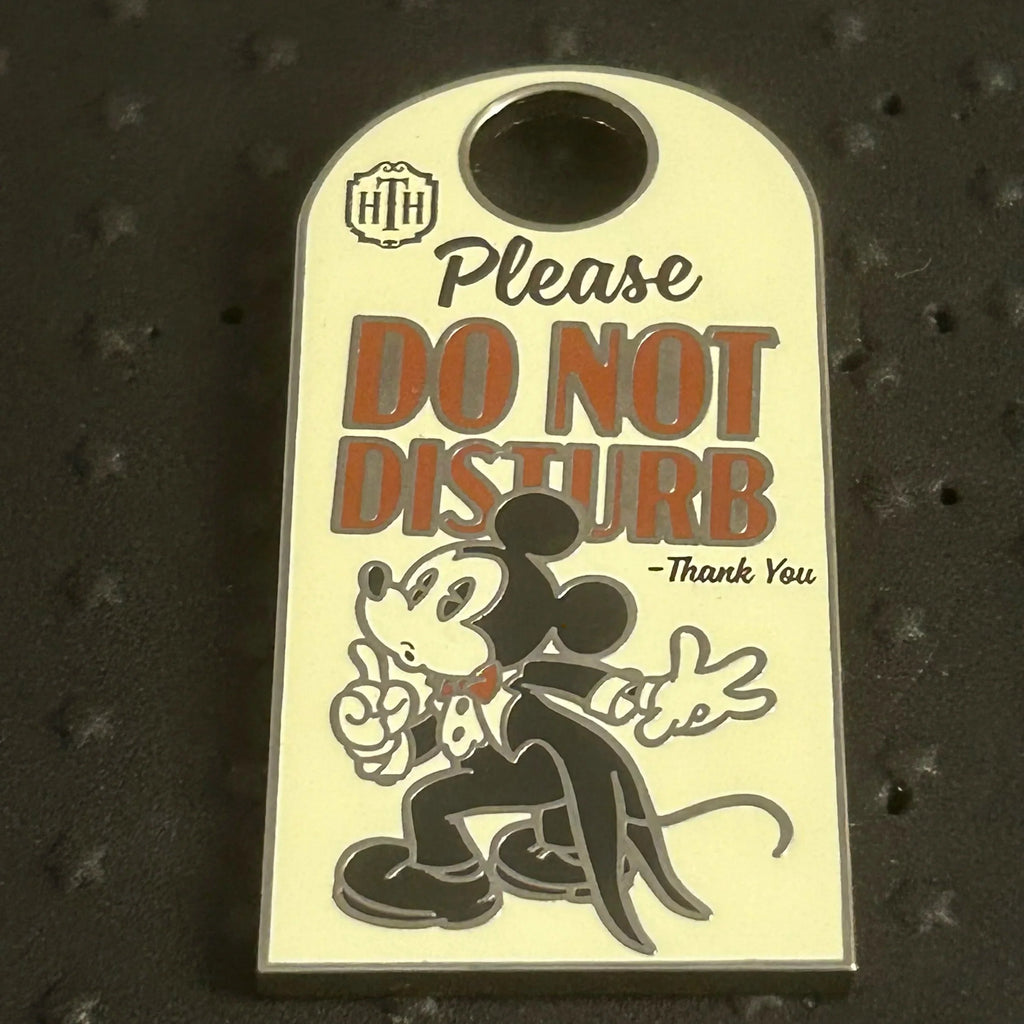 HTH
Please
DO NOT
DISTURB
-Thank You